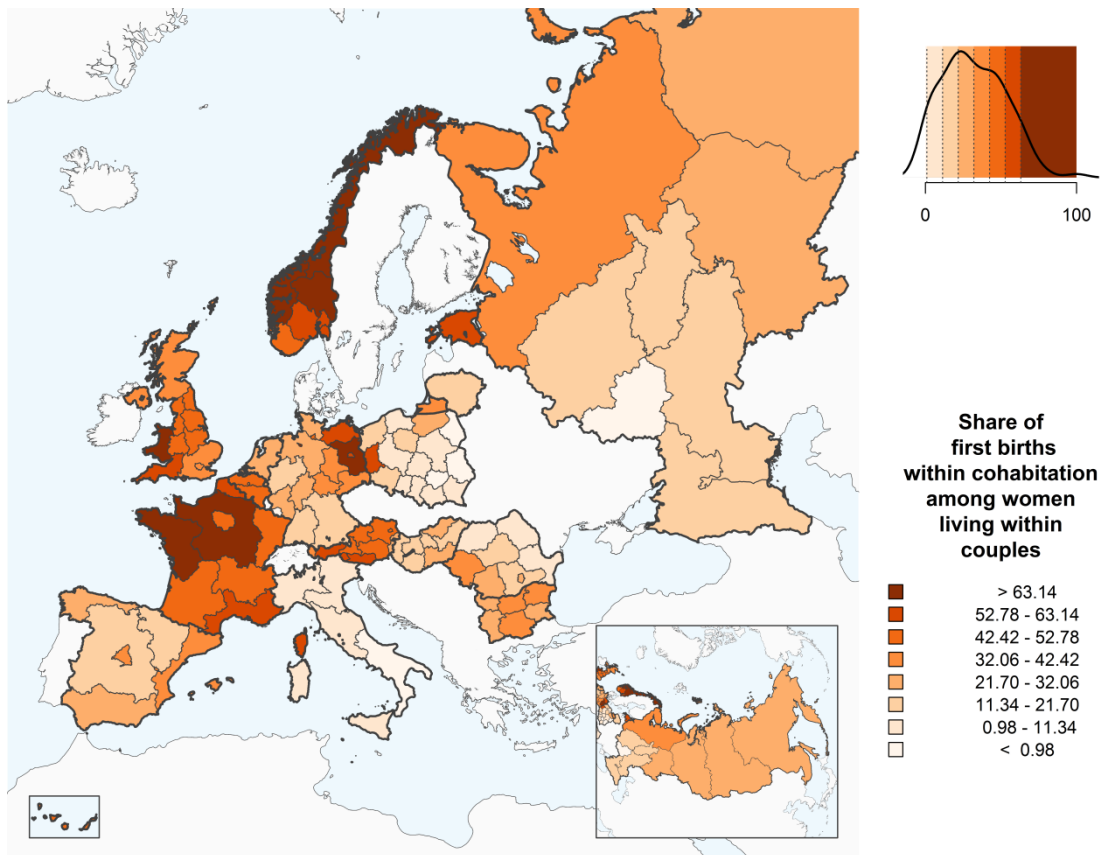 0
100
Share of
first births
within cohabitation
among women
living within
couples
> 63.14
52.78 - 63.14
42.42 - 52.78
32.06 - 42.42
21.70 - 32.06
11.34 - 21.70
0.98 - 11.34
< 0.98